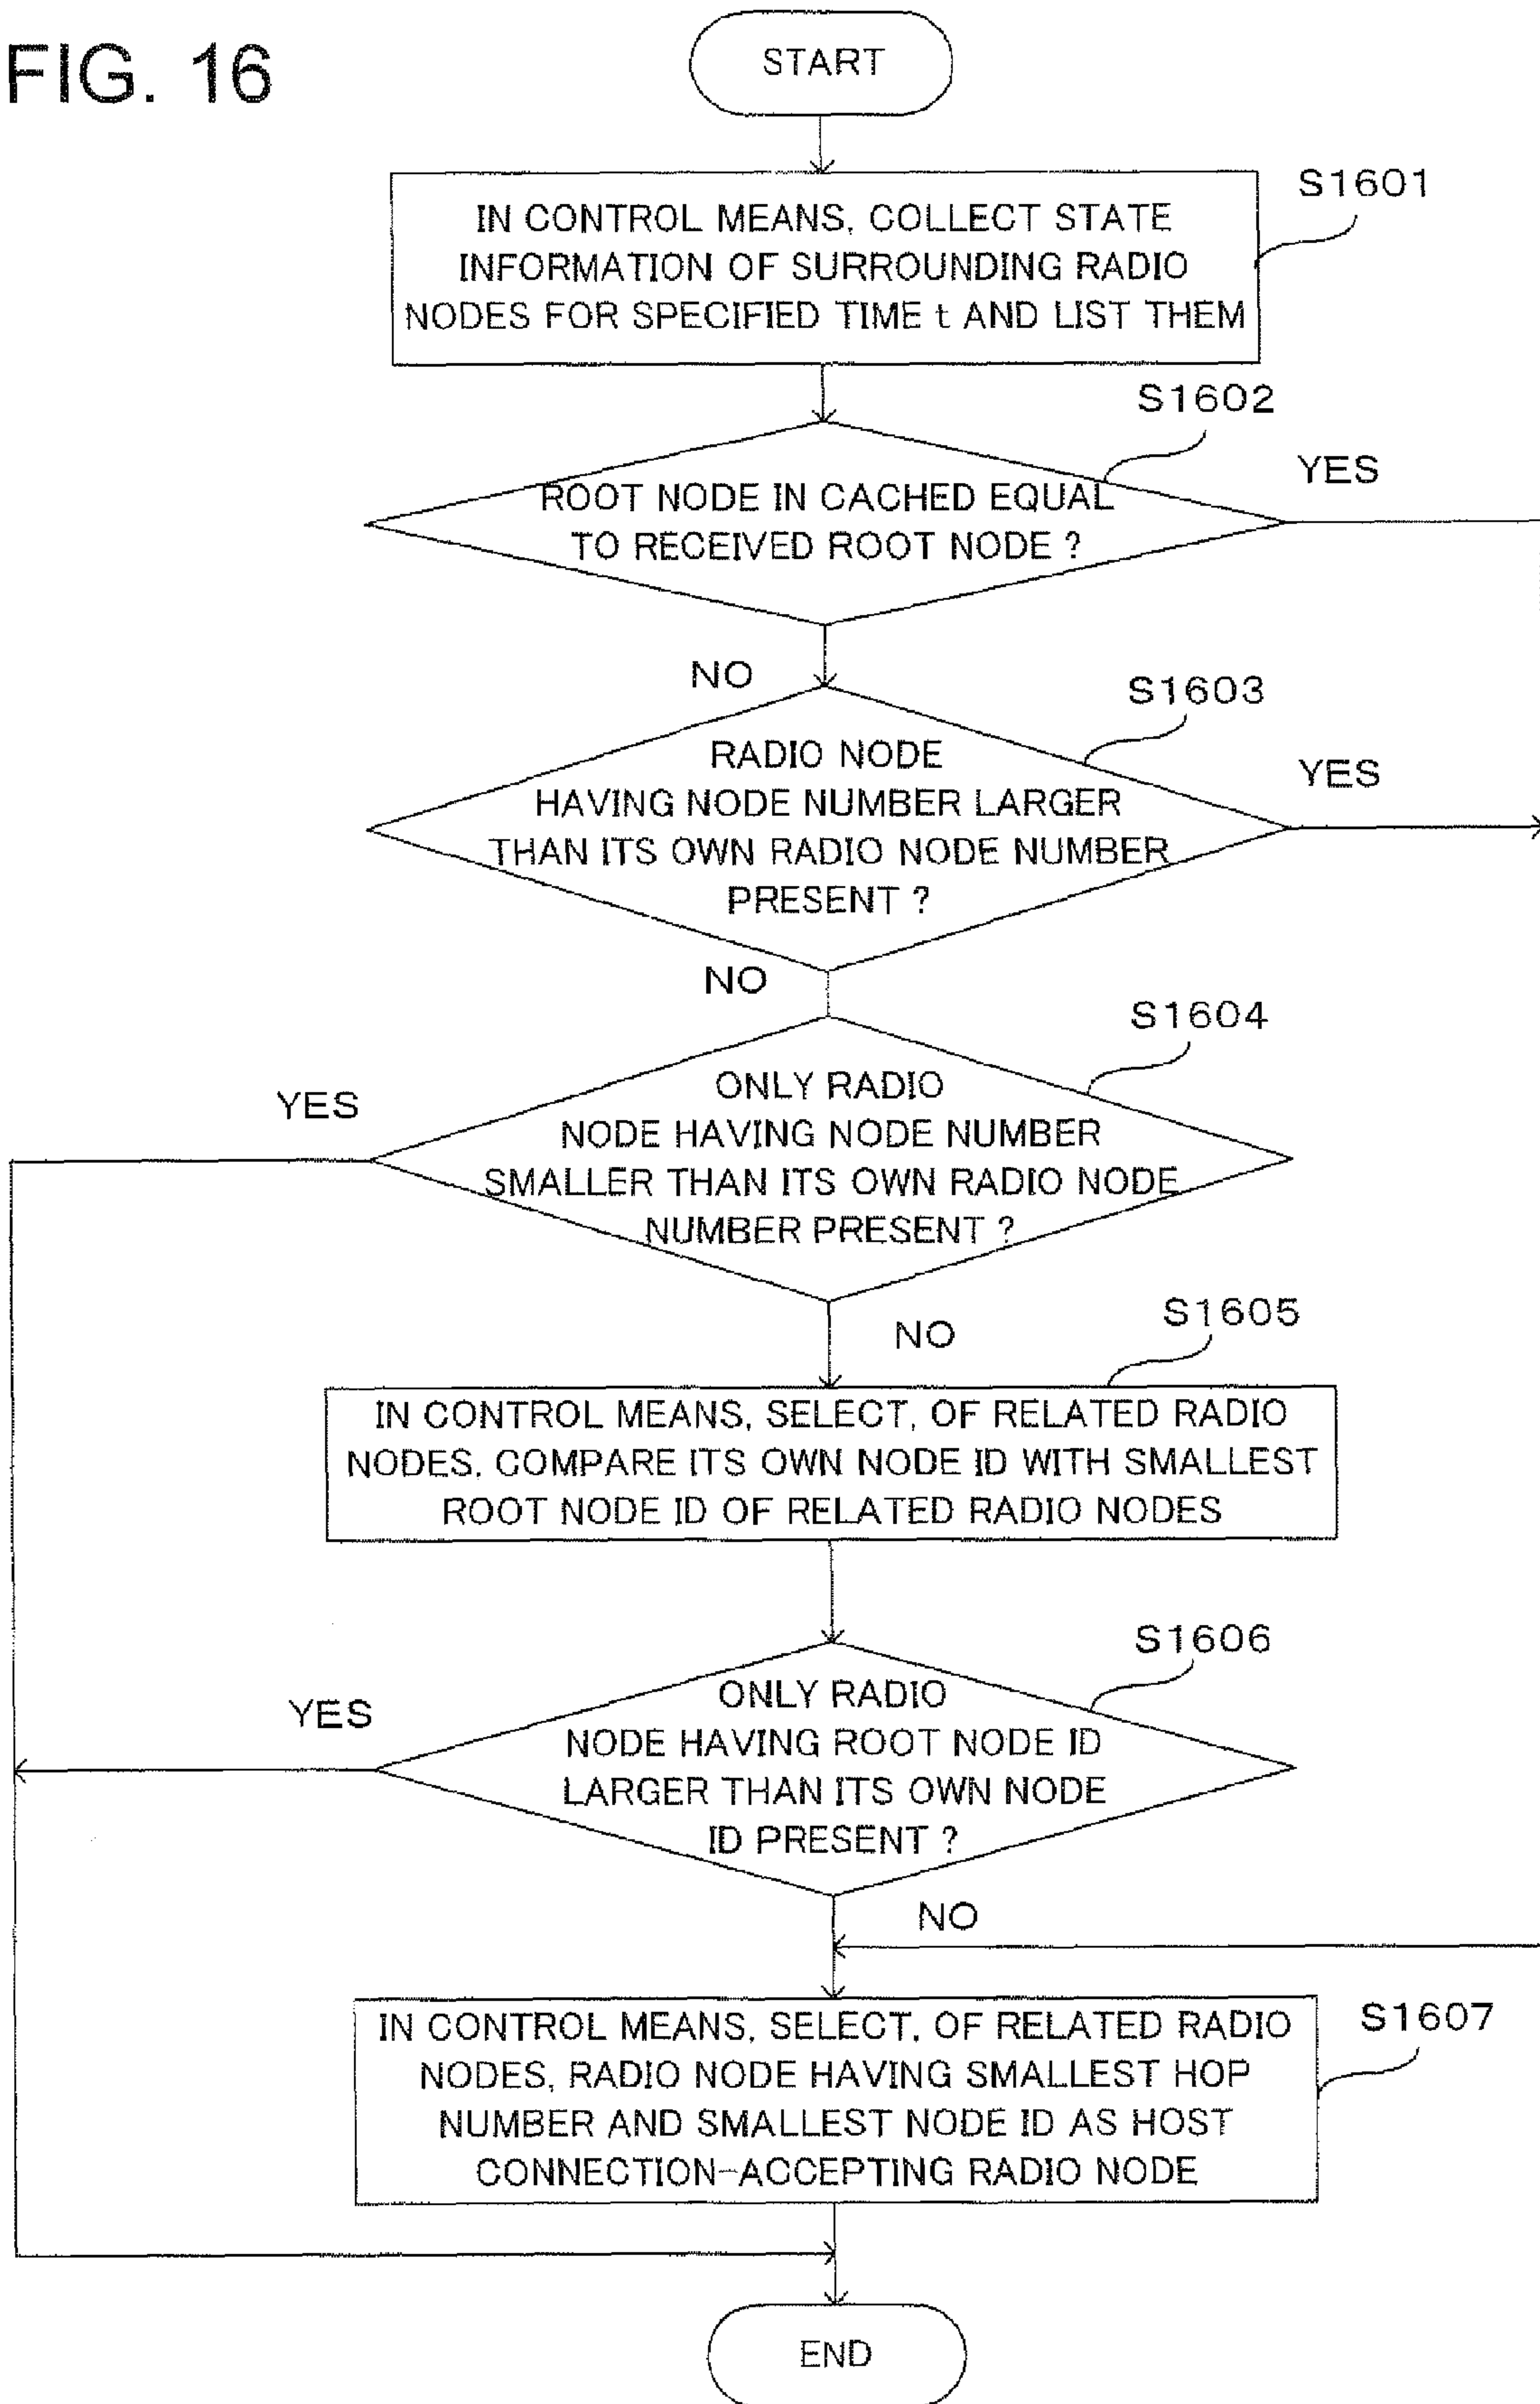 FIG. 16
START
S1601
IN CONTROL MEANS, COLLECT STATE
INFORMATION OF SURROUNDING RADIO
NODES FOR SPECIFIED TIME t AND LIST THEM
S1602
YES
ROOT NODE IN CACHED EQUAL
TO RECEIVED ROOT NODE ?
NO
S1603
YES
RADIO NODE
HAVING NODE NUMBER LARGER
THAN ITS OWN RADIO NODE NUMBER
PRESENT ?
NO
S1604
YES
ONLY RADIO
NODE HAVING NODE NUMBER
SMALLER THAN ITS OWN RADIO NODE
NUMBER PRESENT ?
NO
S1605
IN CONTROL MEANS, SELECT, OF RELATED RADIO
NODES, COMPARE ITS OWN NODE ID WITH SMALLEST
ROOT NODE ID OF RELATED RADIO NODES
S1606
YES
ONLY RADIO
NODE HAVING ROOT NODE ID
LARGER THAN ITS OWN NODE
ID PRESENT ?
NO
S1607
IN CONTROL MEANS, SELECT, OF RELATED RADIO
NODES, RADIO NODE HAVING SMALLEST HOP
NUMBER AND SMALLEST NODE ID AS HOST
CONNECTION-ACCEPTING RADIO NODE
END